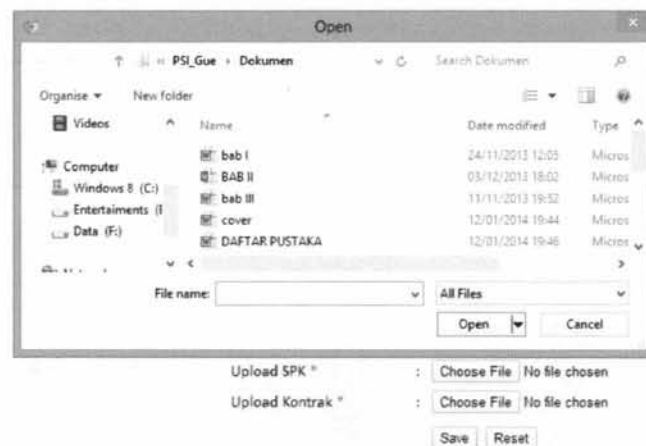 Open
« PSI_Gue › Dokumen
Search Dokumen
Organise
New folder
Videos
Name
Date modified
Type
Computer
bab I
24/11/2013 12:05
Micros
Windows 8 (C:)
BAB II
03/12/2013 18:02
Micros
Entertaiments (
bab III
11/11/2013 19:52
Micros
Data (F:)
cover
12/01/2014 19:44
Micros
DAFTAR PUSTAKA
12/01/2014 19:46
Micros
File name:
All Files
Open
Cancel
Upload SPK * : Choose File No file chosen
Upload Kontrak * : Choose File No file chosen
Save Reset